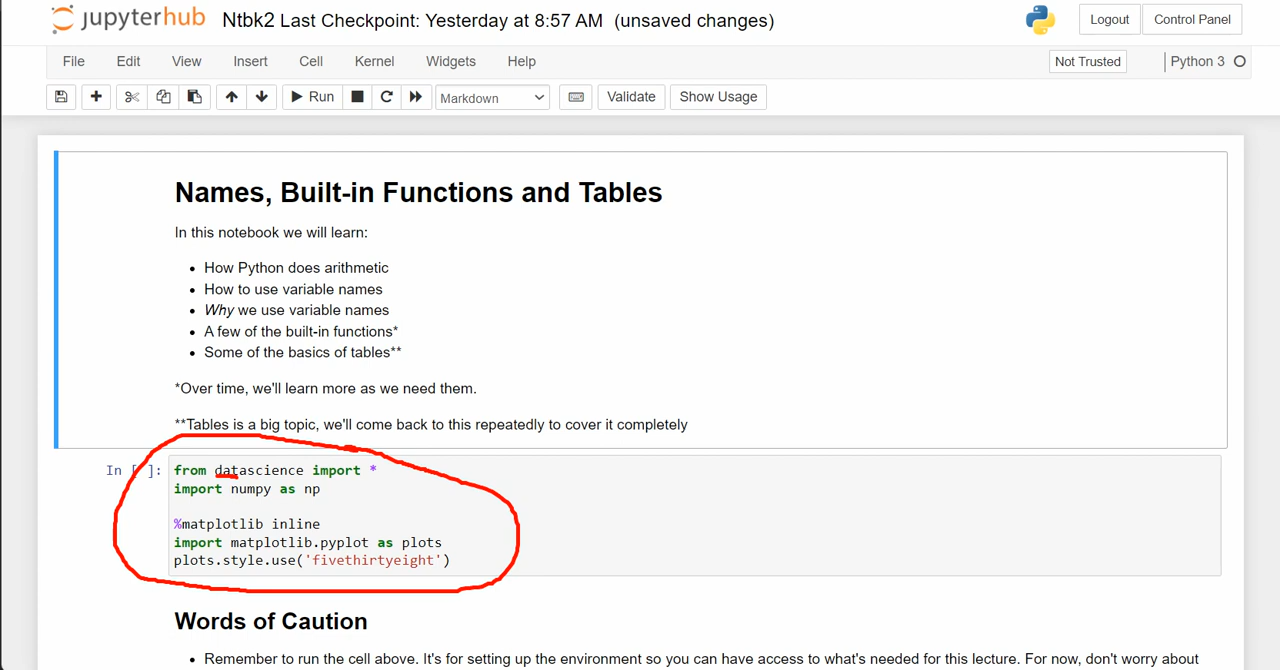 jupyterhub Ntbk2 Last Checkpoint: Yesterday at 8:57 AM (unsaved changes) Logout Control Panel
File Edit View Insert Cell Kernel Widgets Help Not Trusted Python 3
Run Markdown Validate Show Usage
Names, Built-in Functions and Tables
In this notebook we will learn:
• How Python does arithmetic
• How to use variable names
• Why we use variable names
• A few of the built-in functions*
• Some of the basics of tables**
*Over time, we'll learn more as we need them.
**Tables is a big topic, we'll come back to this repeatedly to cover it completely
In [ ]: from datascience import *
import numpy as np
%matplotlib inline
import matplotlib.pyplot as plots
plots.style.use('fivethirtyeight')
Words of Caution
• Remember to run the cell above. It's for setting up the environment so you can have access to what's needed for this lecture. For now, don't worry about